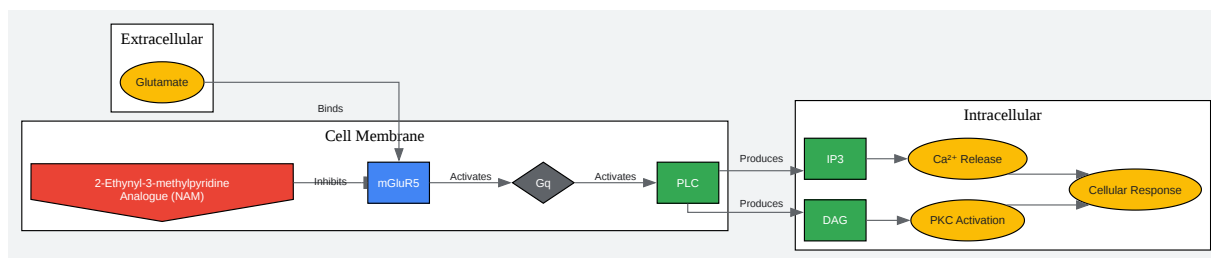 Extracellular
Glutamate
Binds
Cell Membrane
2-Ethynyl-3-methylpyridine
Analogue (NAM)
Inhibits
mGluR5
Activates
Gq
Activates
PLC
Produces
Produces
Intracellular
IP3
Ca²⁺ Release
DAG
PKC Activation
Cellular Response